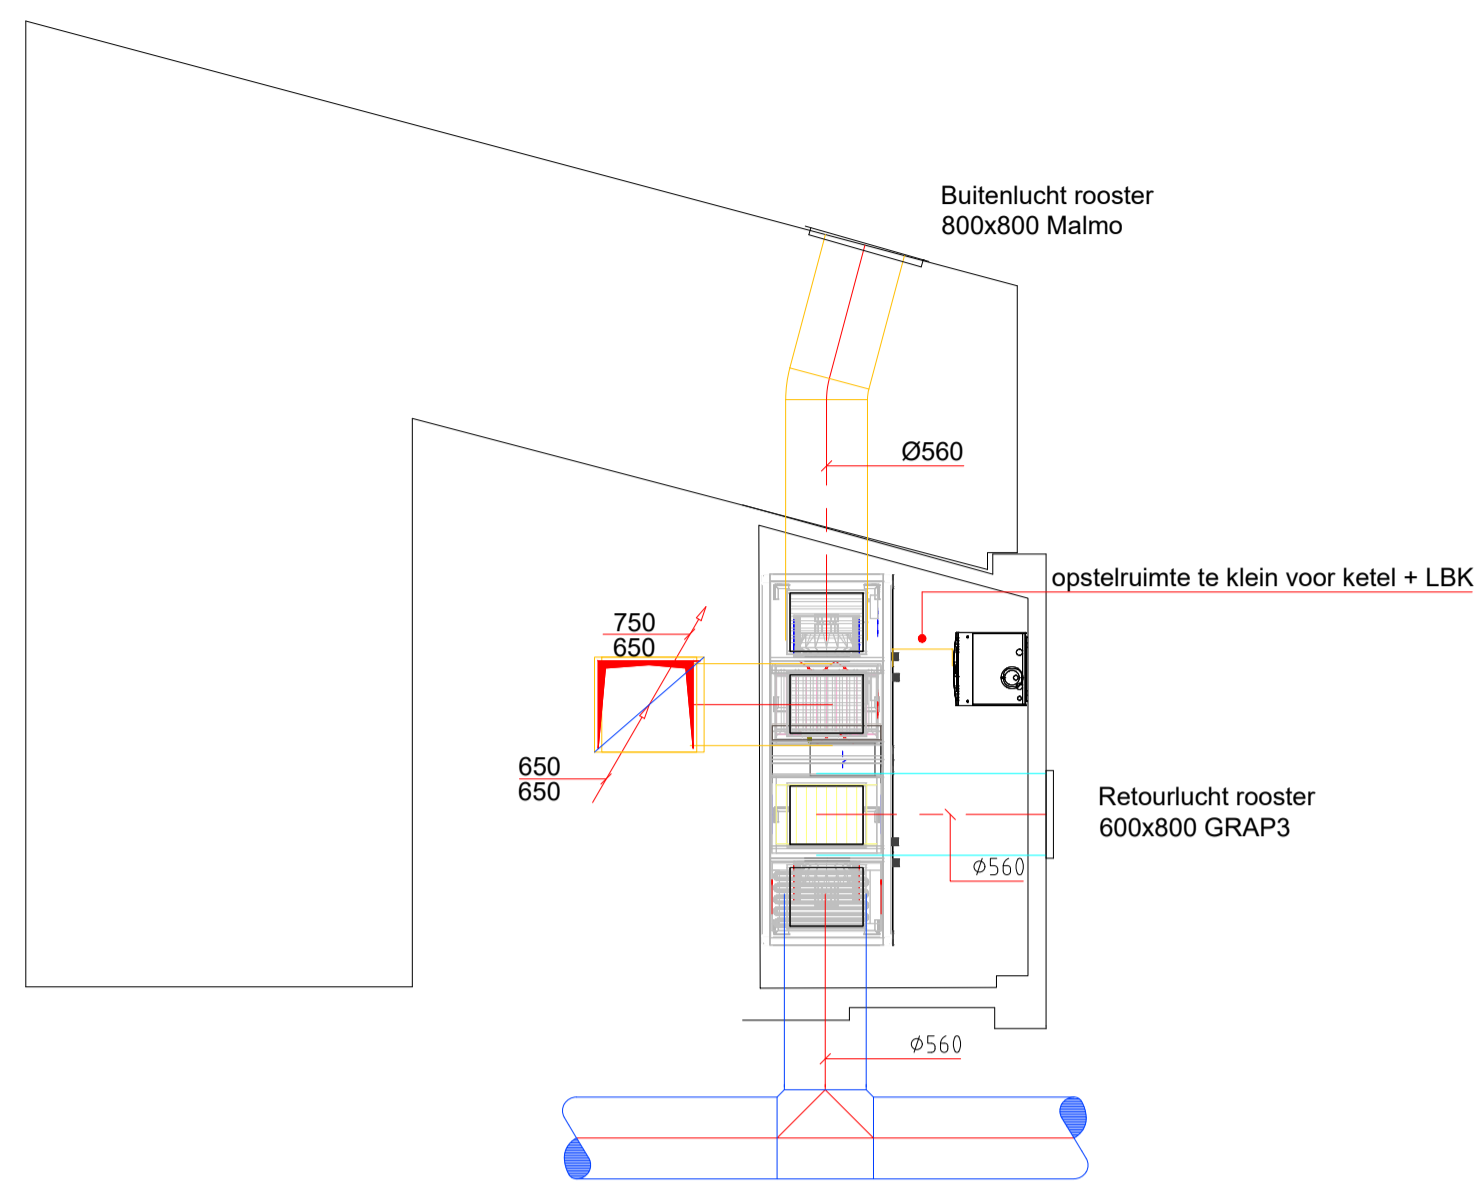 Buitenlucht rooster
800x800 Malmo
Ø560
opstelruimte te klein voor ketel + LBK
750
650
650
650
Retourlucht rooster
600x800 GRAP3
Ø560
Ø560